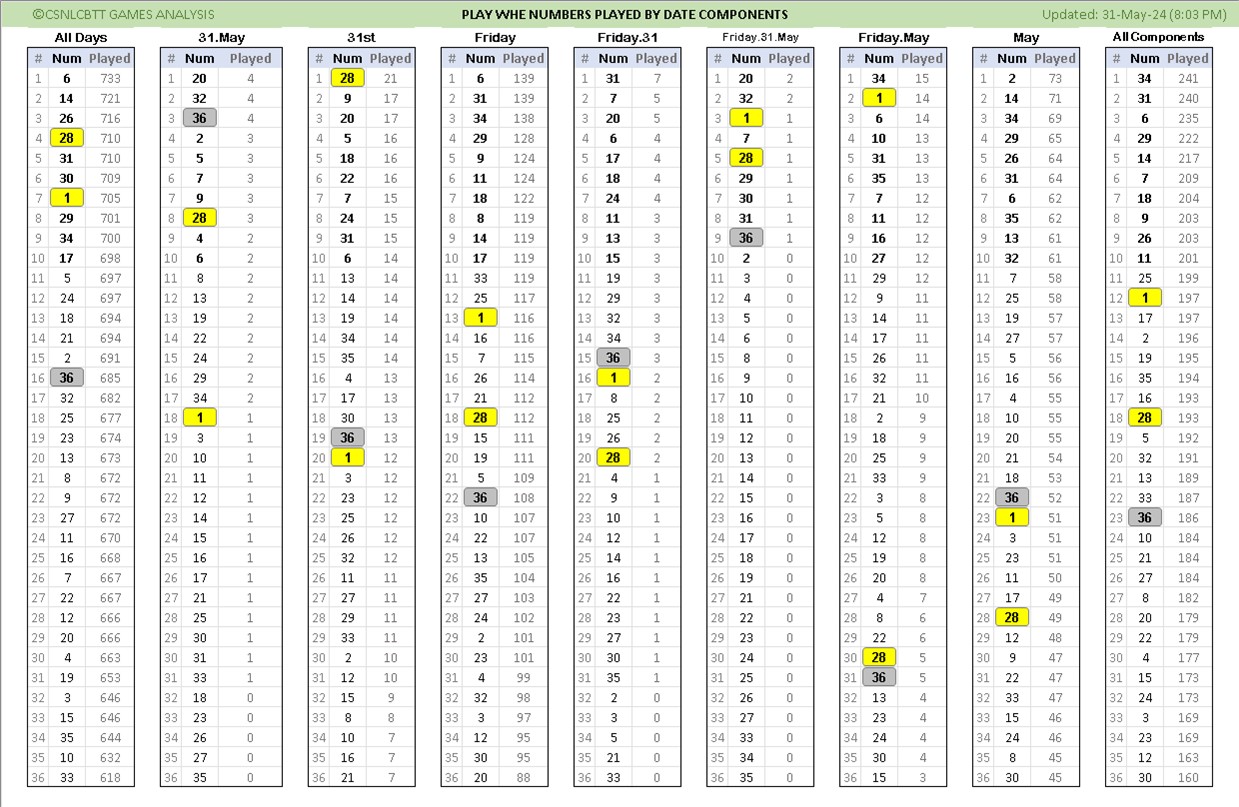 ©CSNLCBTT GAMES ANALYSIS PLAY WHE NUMBERS PLAYED BY DATE COMPONENTS Updated: 31-May-24 (8:03 PM)
All Days 31.May 31st Friday Friday.31 Friday.31.May Friday.May May All Components
# Num Played # Num Played # Num Played # Num Played # Num Played # Num Played # Num Played # Num Played # Num Played
1 6 733 1 20 4 1 28 21 1 6 139 1 31 7 1 20 2 1 34 15 1 2 73 1 34 241
2 14 721 2 32 4 2 9 17 2 31 139 2 7 5 2 32 2 2 1 14 2 14 71 2 31 240
3 26 716 3 36 4 3 20 17 3 34 138 3 20 5 3 1 1 3 6 14 3 34 69 3 6 235
4 28 710 4 2 3 4 5 16 4 29 128 4 6 4 4 7 1 4 10 13 4 29 65 4 29 222
5 31 710 5 5 3 5 18 16 5 9 124 5 17 4 5 28 1 5 31 13 5 26 64 5 14 217
6 30 709 6 7 3 6 22 16 6 11 124 6 18 4 6 29 1 6 35 13 6 31 64 6 7 209
7 1 705 7 9 3 7 7 15 7 18 122 7 24 4 7 30 1 7 7 12 7 6 62 7 18 204
8 29 701 8 28 3 8 24 15 8 8 119 8 11 3 8 31 1 8 11 12 8 35 62 8 9 203
9 34 700 9 4 2 9 31 15 9 14 119 9 13 3 9 36 1 9 16 12 9 13 61 9 26 203
10 17 698 10 6 2 10 6 14 10 17 119 10 15 3 10 2 0 10 27 12 10 32 61 10 11 201
11 5 697 11 8 2 11 13 14 11 33 119 11 19 3 11 3 0 11 29 12 11 7 58 11 25 199
12 24 697 12 13 2 12 14 14 12 25 117 12 29 3 12 4 0 12 9 11 12 25 58 12 1 197
13 18 694 13 19 2 13 19 14 13 1 116 13 32 3 13 5 0 13 14 11 13 19 57 13 17 197
14 21 694 14 22 2 14 34 14 14 16 116 14 34 3 14 6 0 14 17 11 14 27 57 14 2 196
15 2 691 15 24 2 15 35 14 15 7 115 15 36 3 15 8 0 15 26 11 15 5 56 15 19 195
16 36 685 16 29 2 16 4 13 16 26 114 16 1 2 16 9 0 16 32 11 16 16 56 16 35 194
17 32 682 17 34 2 17 17 13 17 21 112 17 8 2 17 10 0 17 21 10 17 4 55 17 16 193
18 25 677 18 1 1 18 30 13 18 28 112 18 25 2 18 11 0 18 2 9 18 10 55 18 28 193
19 23 674 19 3 1 19 36 13 19 15 111 19 26 2 19 12 0 19 18 9 19 20 55 19 5 192
20 13 673 20 10 1 20 1 12 20 19 111 20 28 2 20 13 0 20 25 9 20 21 54 20 32 191
21 8 672 21 11 1 21 3 12 21 5 109 21 4 1 21 14 0 21 33 9 21 18 53 21 13 189
22 9 672 22 12 1 22 23 12 22 36 108 22 9 1 22 15 0 22 3 8 22 36 52 22 33 187
23 27 672 23 14 1 23 25 12 23 10 107 23 10 1 23 16 0 23 5 8 23 1 51 23 36 186
24 11 670 24 15 1 24 26 12 24 22 107 24 12 1 24 17 0 24 12 8 24 3 51 24 10 184
25 16 668 25 16 1 25 32 12 25 13 105 25 14 1 25 18 0 25 19 8 25 23 51 25 21 184
26 7 667 26 17 1 26 11 11 26 35 104 26 16 1 26 19 0 26 20 8 26 11 50 26 27 184
27 22 667 27 21 1 27 27 11 27 27 103 27 22 1 27 21 0 27 4 7 27 17 49 27 8 182
28 12 666 28 25 1 28 29 11 28 24 102 28 23 1 28 22 0 28 8 6 28 28 49 28 20 179
29 20 666 29 30 1 29 33 11 29 2 101 29 27 1 29 23 0 29 22 6 29 12 48 29 22 179
30 4 663 30 31 1 30 2 10 30 23 101 30 30 1 30 24 0 30 28 5 30 9 47 30 4 177
31 19 653 31 33 1 31 12 10 31 4 99 31 35 1 31 25 0 31 36 5 31 22 47 31 15 173
32 3 646 32 18 0 32 15 9 32 32 98 32 2 0 32 26 0 32 13 4 32 33 47 32 24 173
33 15 646 33 23 0 33 8 8 33 3 97 33 3 0 33 27 0 33 23 4 33 15 46 33 3 169
34 35 644 34 26 0 34 10 7 34 12 95 34 5 0 34 33 0 34 24 4 34 24 46 34 23 169
35 10 632 35 27 0 35 16 7 35 30 95 35 21 0 35 34 0 35 30 4 35 8 45 35 12 163
36 33 618 36 35 0 36 21 7 36 20 88 36 33 0 36 35 0 36 15 3 36 30 45 36 30 160